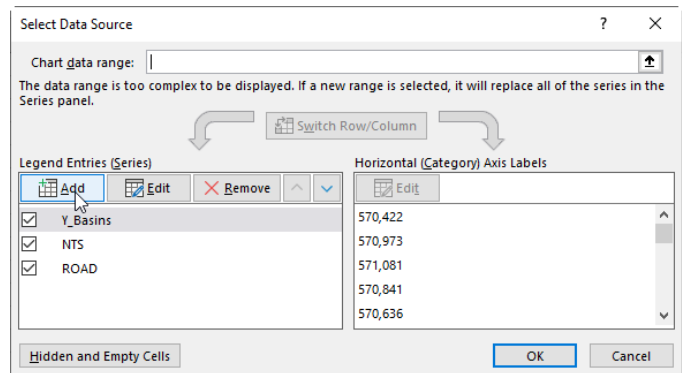 Select Data Source ? ×
Chart data range:
The data range is too complex to be displayed. If a new range is selected, it will replace all of the series in the
Series panel.
Switch Row/Column
Legend Entries (Series)
Horizontal (Category) Axis Labels
Add Edit Remove
Edit
Y_Basins
NTS
ROAD
570,422
570,973
571,081
570,841
570,636
Hidden and Empty Cells
OK Cancel